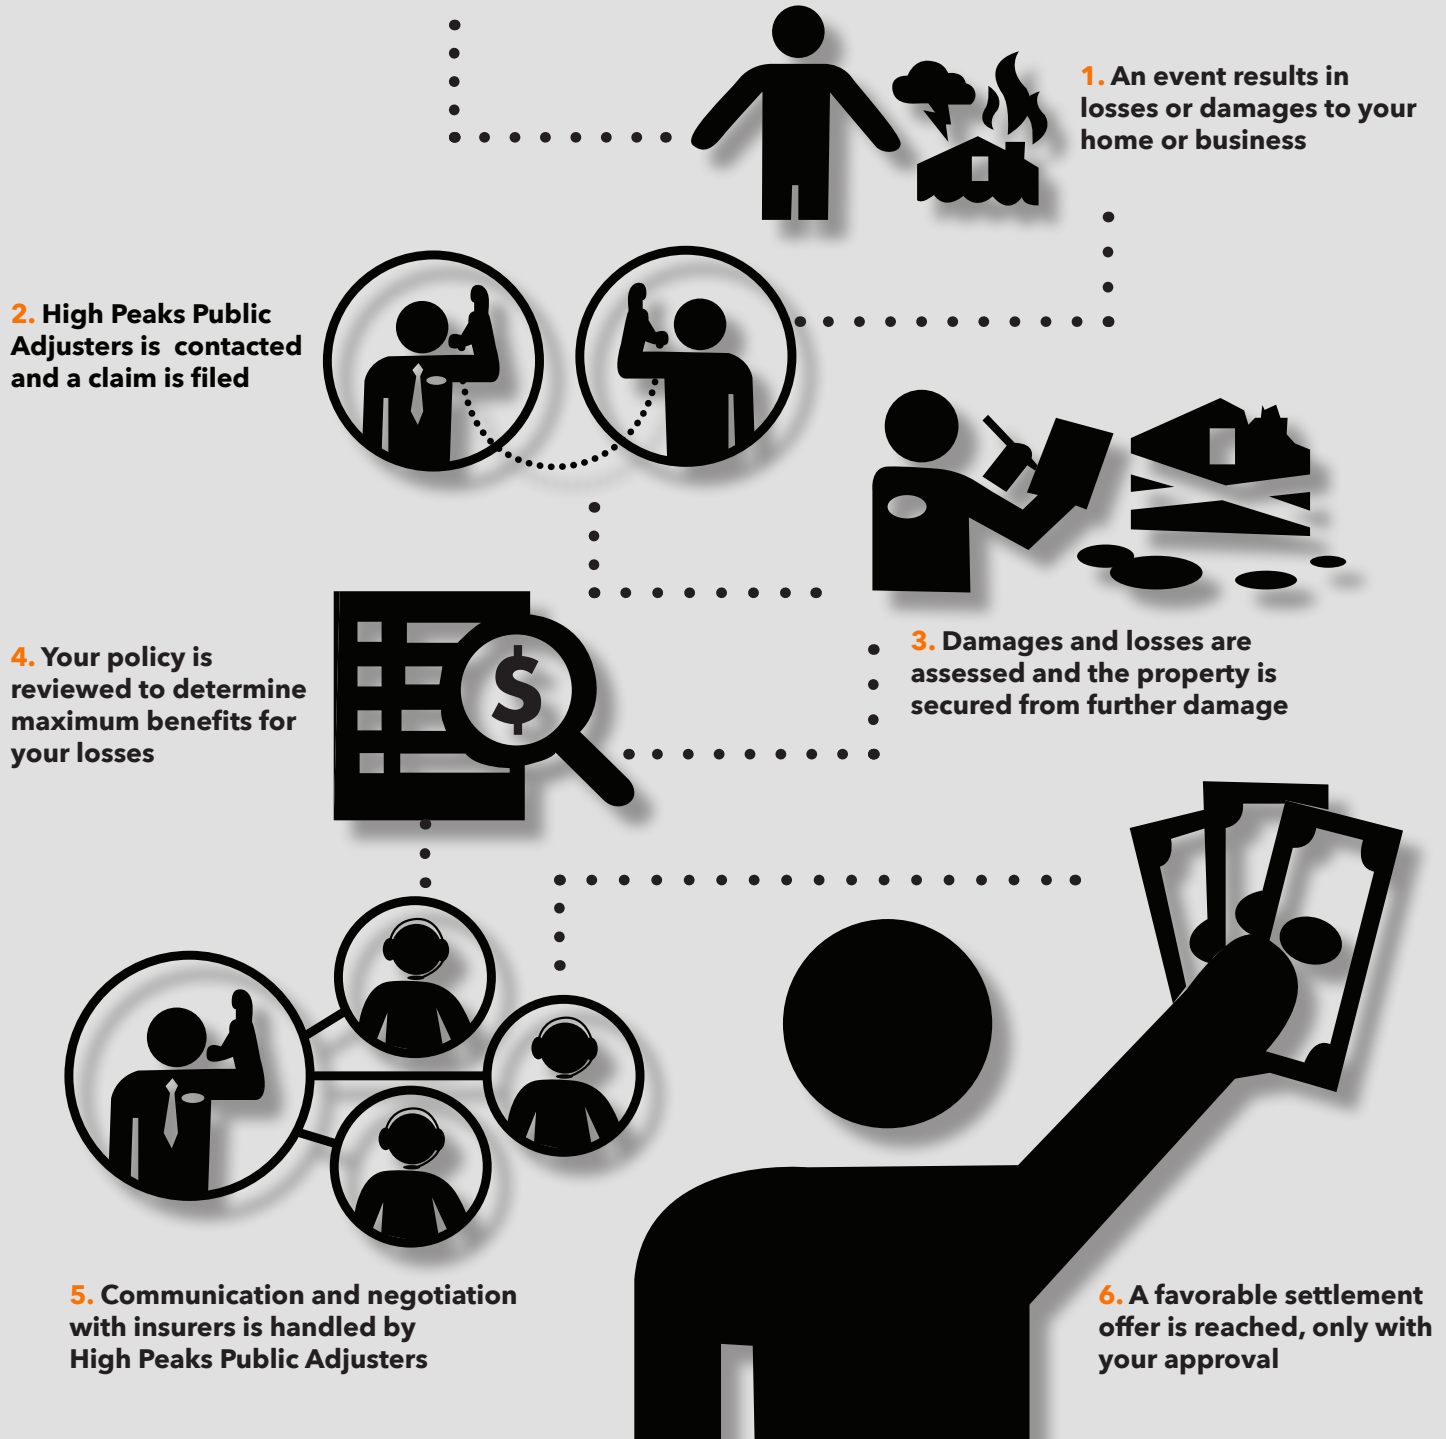 1. An event results in
losses or damages to your
home or business
2. High Peaks Public
Adjusters is  contacted
and a claim is filed
3. Damages and losses are
assessed and the property is
secured from further damage
4. Your policy is
reviewed to determine
maximum benefits for
your losses
$
5. Communication and negotiation
with insurers is handled by
High Peaks Public Adjusters
6. A favorable settlement
offer is reached, only with
your approval